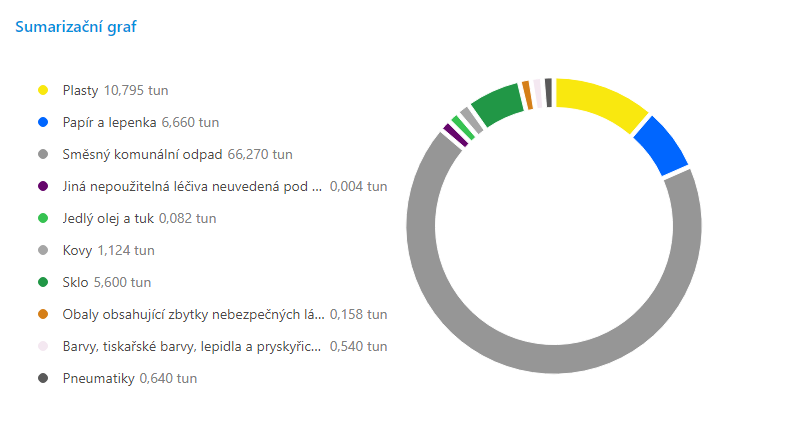 Sumarizační graf
Plasty 10,795 tun
Papír a lepenka 6,660 tun
Směsný komunální odpad 66,270 tun
Jiná nepoužitelná léčiva neuvedená pod ... 0,004 tun
Jedlý olej a tuk 0,082 tun
Kovy 1,124 tun
Sklo 5,600 tun
Obaly obsahující zbytky nebezpečných lá... 0,158 tun
Barvy, tiskařské barvy, lepidla a pryskyřic... 0,540 tun
Pneumatiky 0,640 tun